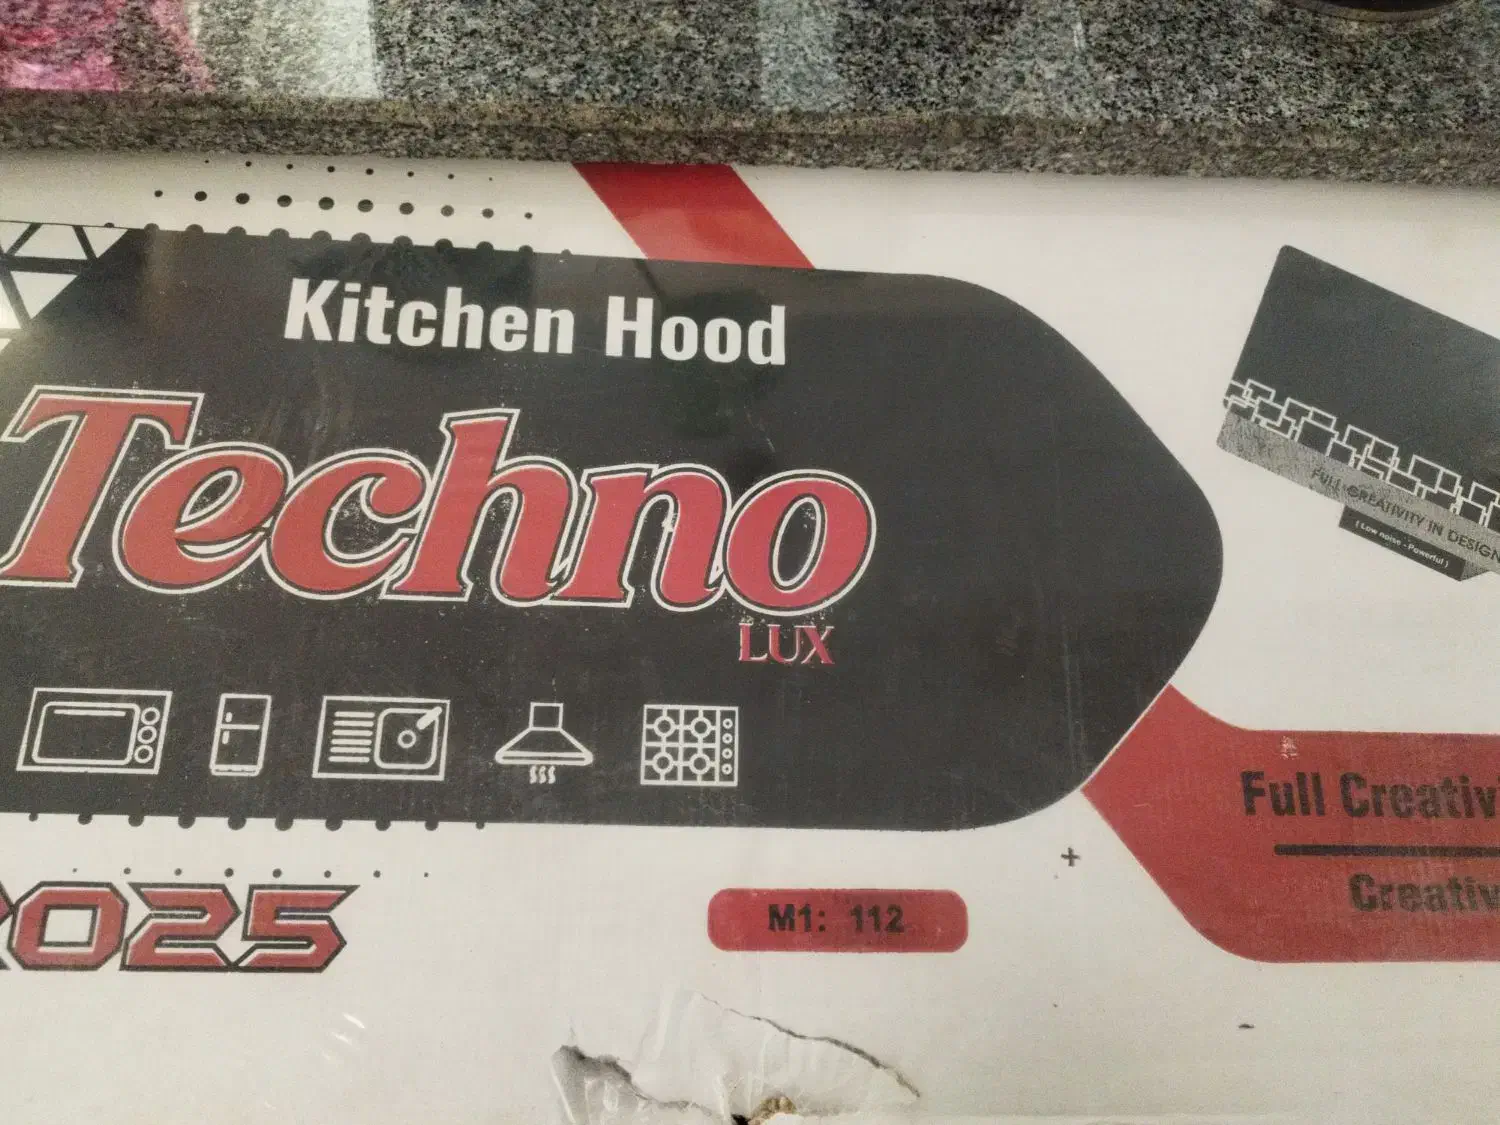 Kitchen Hood
Techno
LUX
FULL CREATIVITY IN DESIGN
( Low noise - Powerful )
Full Creativi
Creativ
2025
M1: 112